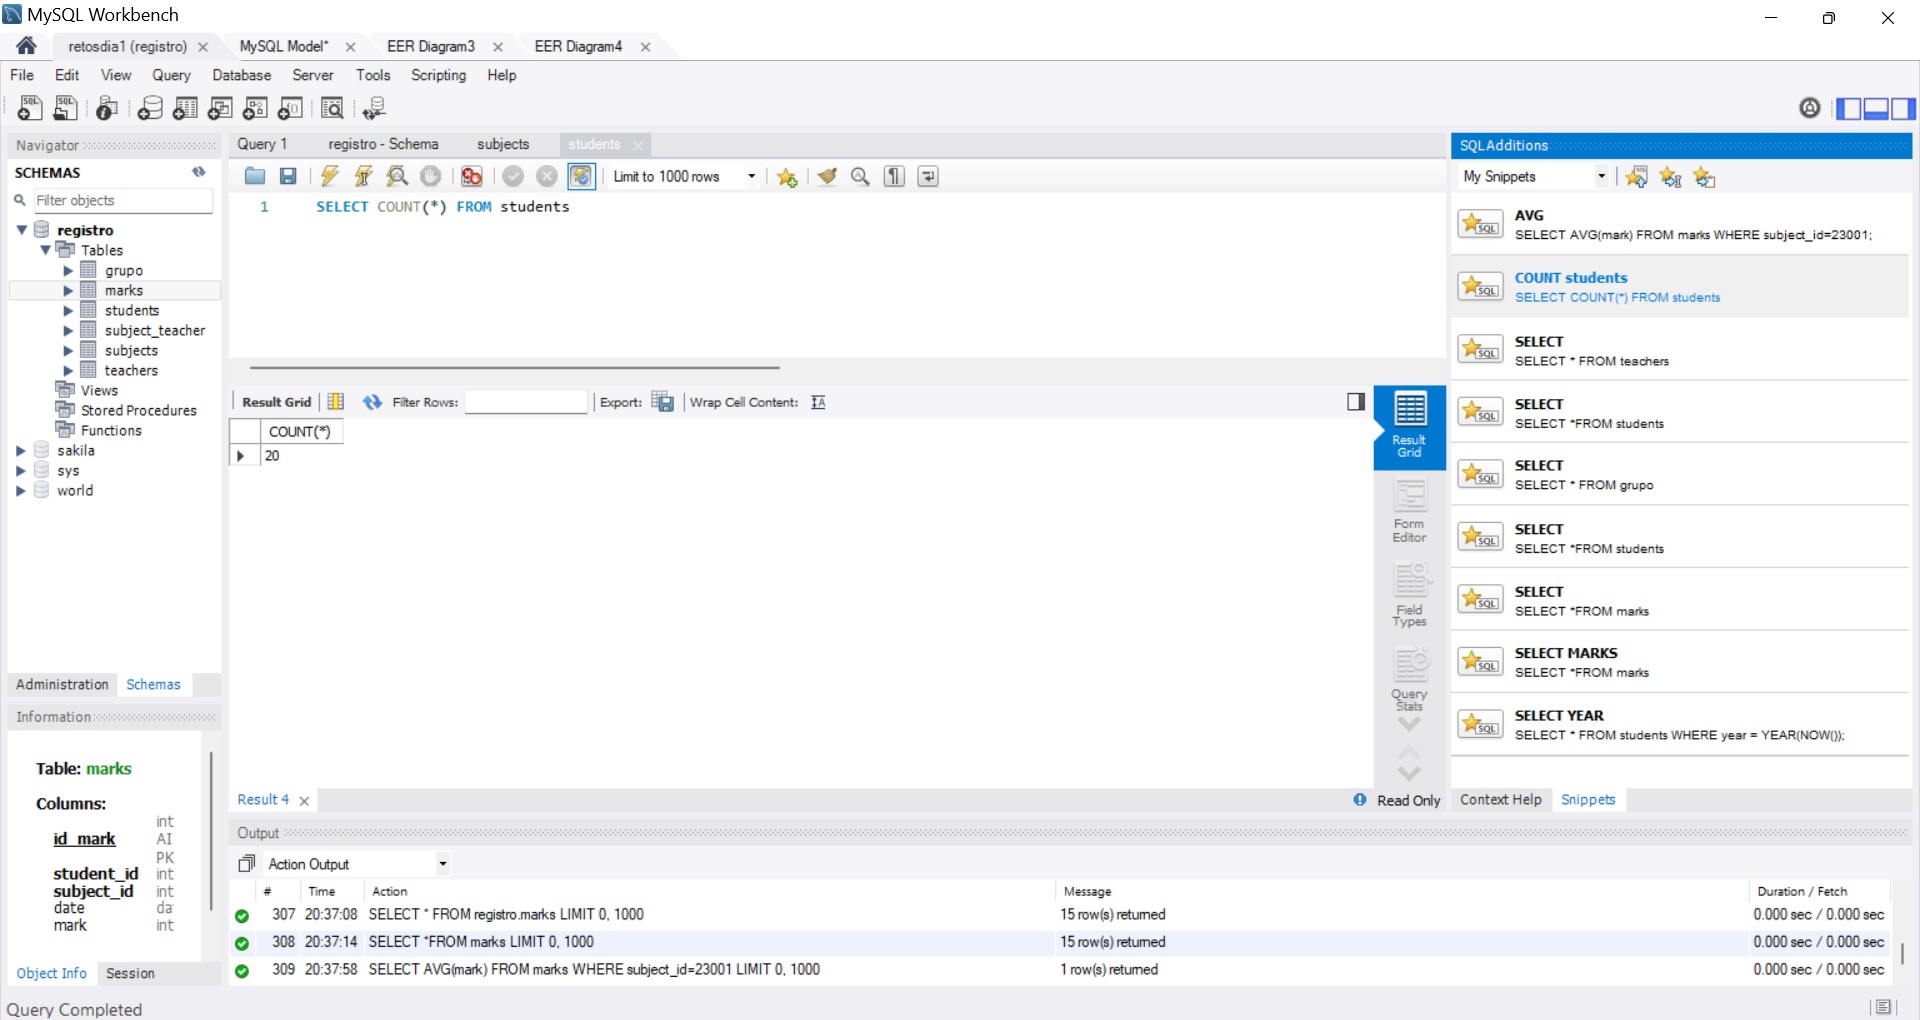 MySQL Workbench
retosdia1 (registro)
MySQL Model*
EER Diagram3
EER Diagram4
File Edit View Query Database Server Tools Scripting Help
Navigator
SCHEMAS
Filter objects
registro
Tables
grupo
marks
students
subject_teacher
subjects
teachers
Views
Stored Procedures
Functions
sakila
sys
world
Administration Schemas
Information
Table: marks
Columns:
id_mark int AI PK
student_id int
subject_id int
date da
mark int
Object Info Session
Query 1 registro - Schema subjects students
Limit to 1000 rows
1 SELECT COUNT(*) FROM students
Result Grid Filter Rows: Export: Wrap Cell Content:
COUNT(*)
20
Result Grid
Form Editor
Field Types
Query Stats
Result 4
Read Only
SQLAdditions
My Snippets
AVG
SELECT AVG(mark) FROM marks WHERE subject_id=23001;
COUNT students
SELECT COUNT(*) FROM students
SELECT
SELECT * FROM teachers
SELECT
SELECT *FROM students
SELECT
SELECT * FROM grupo
SELECT
SELECT *FROM students
SELECT
SELECT *FROM marks
SELECT MARKS
SELECT *FROM marks
SELECT YEAR
SELECT * FROM students WHERE year = YEAR(NOW());
Context Help Snippets
Output
Action Output
# Time Action Message Duration / Fetch
307 20:37:08 SELECT * FROM registro.marks LIMIT 0, 1000 15 row(s) returned 0.000 sec / 0.000 sec
308 20:37:14 SELECT *FROM marks LIMIT 0, 1000 15 row(s) returned 0.000 sec / 0.000 sec
309 20:37:58 SELECT AVG(mark) FROM marks WHERE subject_id=23001 LIMIT 0, 1000 1 row(s) returned 0.000 sec / 0.000 sec
Query Completed